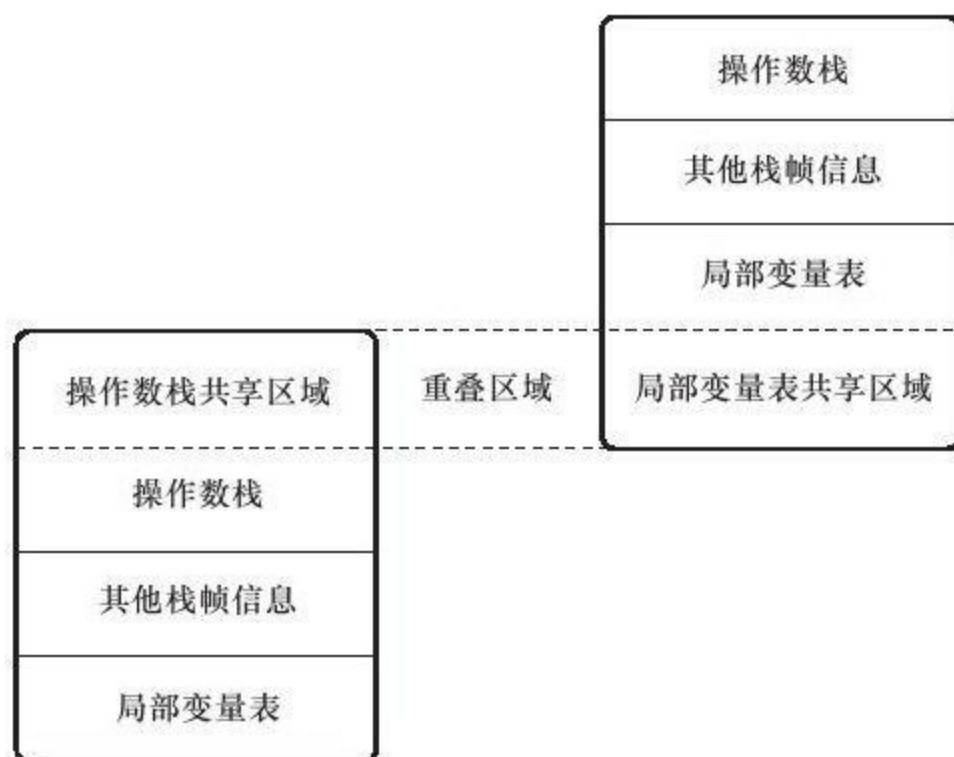 操作数栈
其他栈帧信息
局部变量表
操作数栈共享区域
重叠区域
局部变量表共享区域
操作数栈
其他栈帧信息
局部变量表